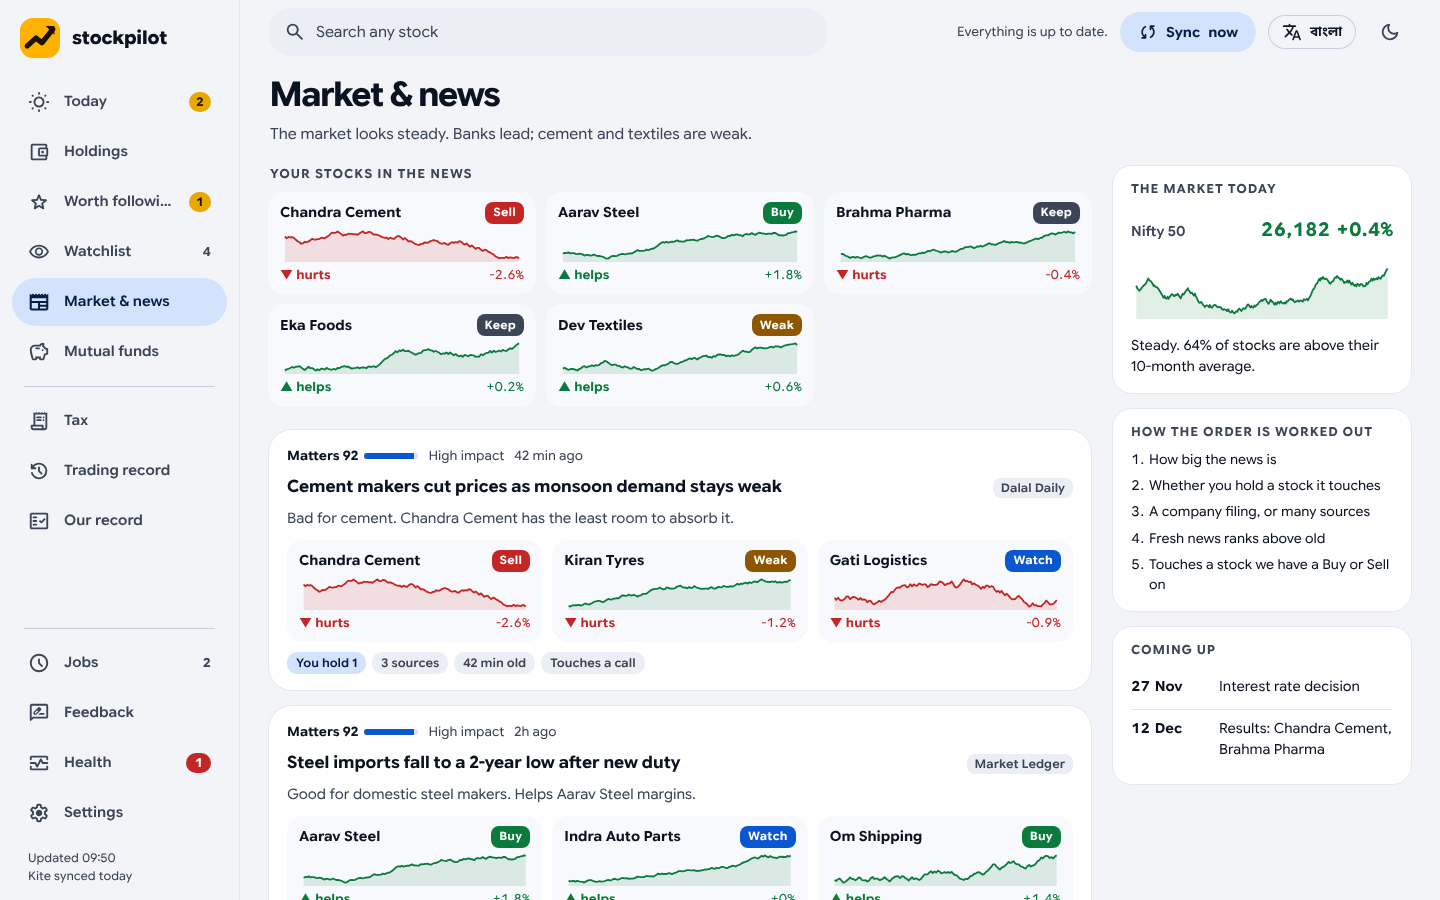 stockpilot
Today 2
Holdings
Worth followi... 1
Watchlist 4
Market & news
Mutual funds
Tax
Trading record
Our record
Jobs 2
Feedback
Health 1
Settings
Updated 09:50
Kite synced today
Search any stock
Everything is up to date.
Sync now
বাংলা
Market & news
The market looks steady. Banks lead; cement and textiles are weak.
YOUR STOCKS IN THE NEWS
Chandra Cement Sell
▼ hurts -2.6%
Aarav Steel Buy
▲ helps +1.8%
Brahma Pharma Keep
▼ hurts -0.4%
Eka Foods Keep
▲ helps +0.2%
Dev Textiles Weak
▲ helps +0.6%
Matters 92 High impact 42 min ago
Cement makers cut prices as monsoon demand stays weak
Dalal Daily
Bad for cement. Chandra Cement has the least room to absorb it.
Chandra Cement Sell
▼ hurts -2.6%
Kiran Tyres Weak
▼ hurts -1.2%
Gati Logistics Watch
▼ hurts -0.9%
You hold 1 3 sources 42 min old Touches a call
Matters 92 High impact 2h ago
Steel imports fall to a 2-year low after new duty
Market Ledger
Good for domestic steel makers. Helps Aarav Steel margins.
Aarav Steel Buy
▲ helps +1.8%
Indra Auto Parts Watch
▲ helps +0%
Om Shipping Buy
▲ helps +1.4%
THE MARKET TODAY
Nifty 50 26,182 +0.4%
Steady. 64% of stocks are above their
10-month average.
HOW THE ORDER IS WORKED OUT
1. How big the news is
2. Whether you hold a stock it touches
3. A company filing, or many sources
4. Fresh news ranks above old
5. Touches a stock we have a Buy or Sell
on
COMING UP
27 Nov Interest rate decision
12 Dec Results: Chandra Cement,
Brahma Pharma